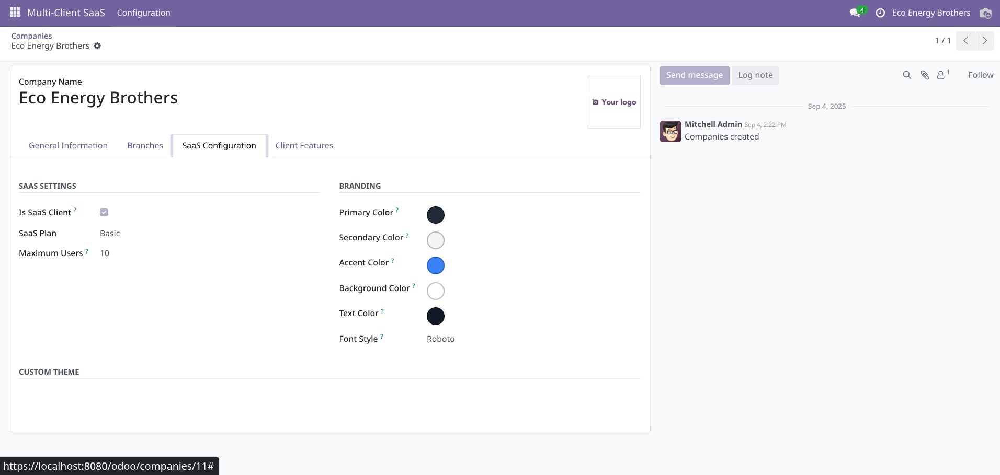 Multi-Client SaaS Configuration 4 Eco Energy Brothers
Companies
Eco Energy Brothers
1 / 1
Company Name
Eco Energy Brothers
Your logo
Send message Log note 1 Follow
Sep 4, 2025
Mitchell Admin Sep 4, 2:22 PM
Companies created
General Information Branches SaaS Configuration Client Features
SAAS SETTINGS
Is SaaS Client ?
SaaS Plan Basic
Maximum Users ? 10
BRANDING
Primary Color ?
Secondary Color ?
Accent Color ?
Background Color ?
Text Color ?
Font Style ? Roboto
CUSTOM THEME
https://localhost:8080/odoo/companies/11#